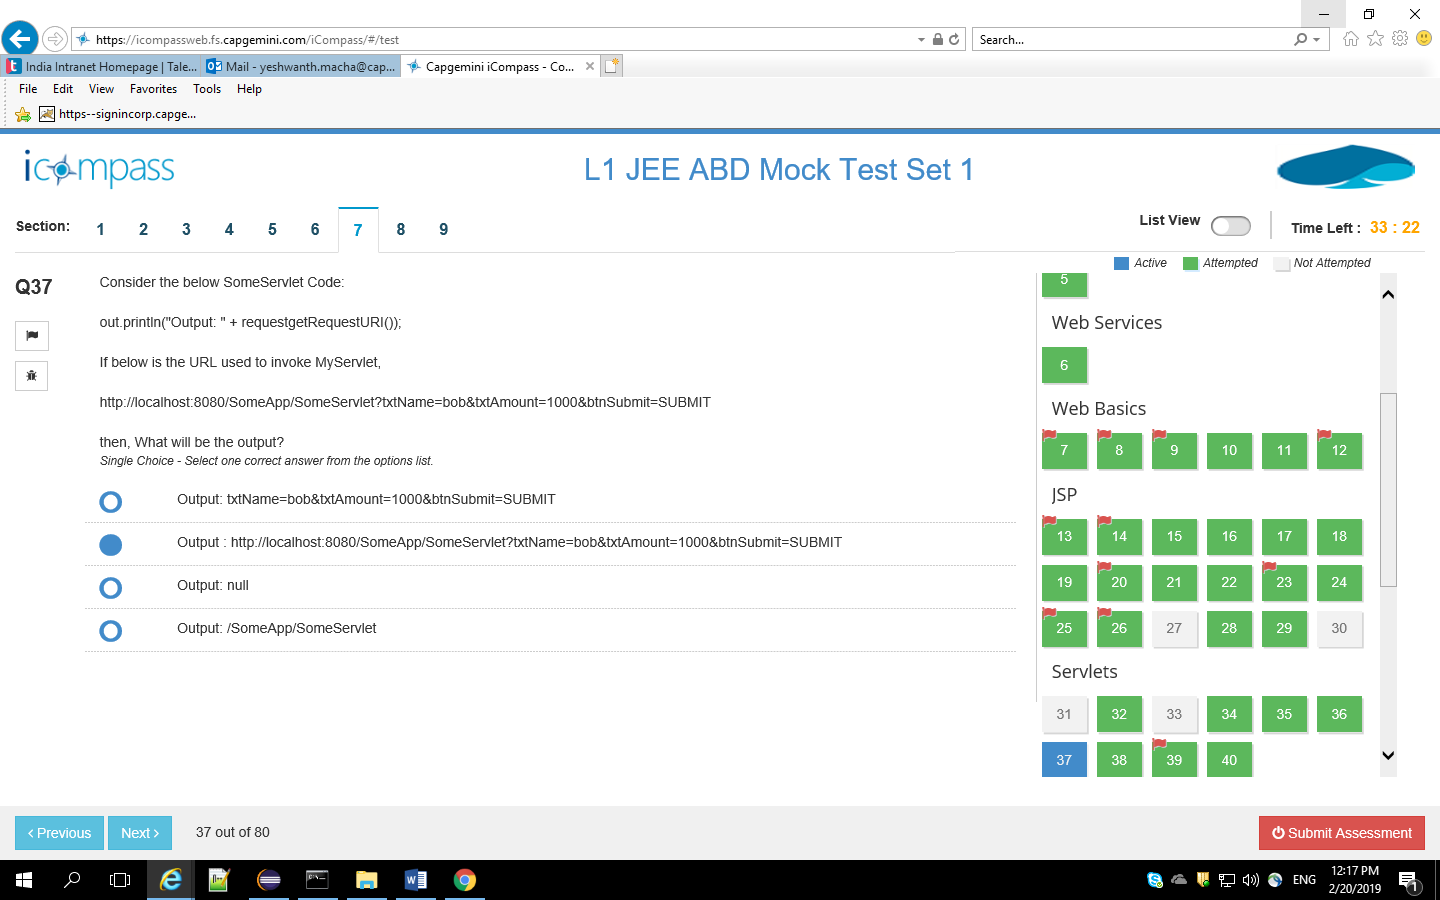 https://icompassweb.fs.capgemini.com/iCompass/#/test
Search...
India Intranet Homepage | Tale...
Mail - yeshwanth.macha@cap...
Capgemini iCompass - Co...
File Edit View Favorites Tools Help
https--signincorp.capge...
icompass
L1 JEE ABD Mock Test Set 1
Section: 1 2 3 4 5 6 7 8 9
List View
Time Left : 33 : 22
Active Attempted Not Attempted
Q37
Consider the below SomeServlet Code:
out.println("Output: " + requestgetRequestURI());
If below is the URL used to invoke MyServlet,
http://localhost:8080/SomeApp/SomeServlet?txtName=bob&txtAmount=1000&btnSubmit=SUBMIT
then, What will be the output?
Single Choice - Select one correct answer from the options list.
Output: txtName=bob&txtAmount=1000&btnSubmit=SUBMIT
Output : http://localhost:8080/SomeApp/SomeServlet?txtName=bob&txtAmount=1000&btnSubmit=SUBMIT
Output: null
Output: /SomeApp/SomeServlet
5
Web Services
6
Web Basics
7 8 9 10 11 12
JSP
13 14 15 16 17 18
19 20 21 22 23 24
25 26 27 28 29 30
Servlets
31 32 33 34 35 36
37 38 39 40
Previous
Next
37 out of 80
Submit Assessment
ENG
12:17 PM
2/20/2019
1